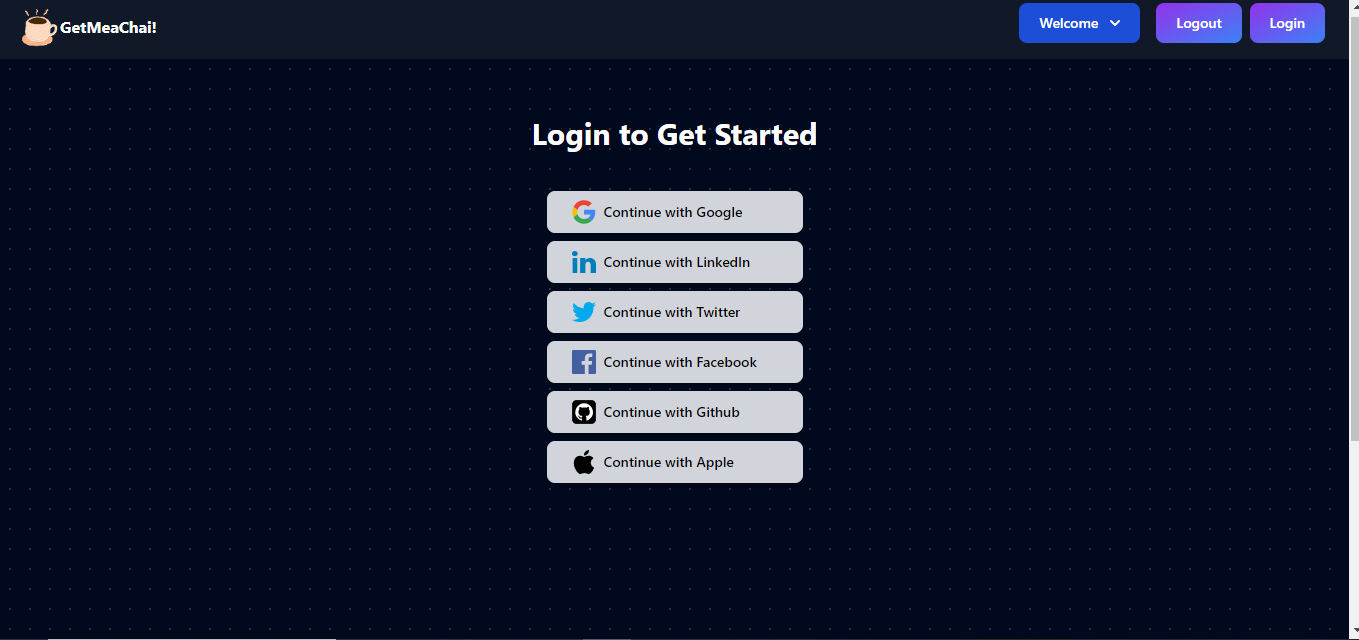 GetMeaChai!
Welcome
Logout
Login
Login to Get Started
Continue with Google
Continue with LinkedIn
Continue with Twitter
Continue with Facebook
Continue with Github
Continue with Apple